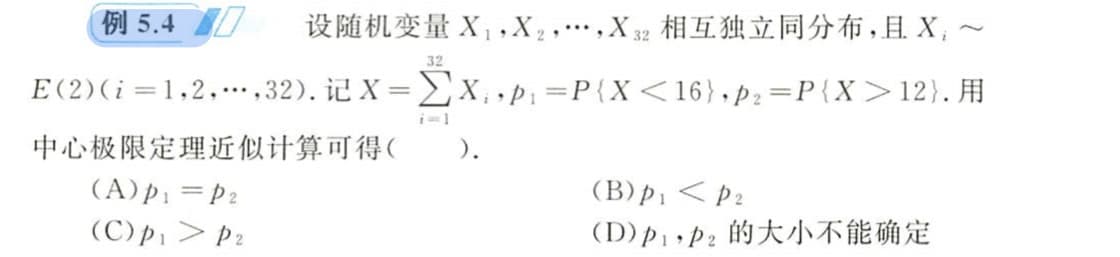 例 5.4 设随机变量 X₁,X₂,⋯,X₃₂ 相互独立同分布,且 Xᵢ ~
E(2)(i=1,2,⋯,32). 记 X=∑_{i=1}^{32} Xᵢ, p₁=P{X<16}, p₂=P{X>12}. 用
中心极限定理近似计算可得( ).
(A) p₁ = p₂ (B) p₁ < p₂
(C) p₁ > p₂ (D) p₁,p₂ 的大小不能确定